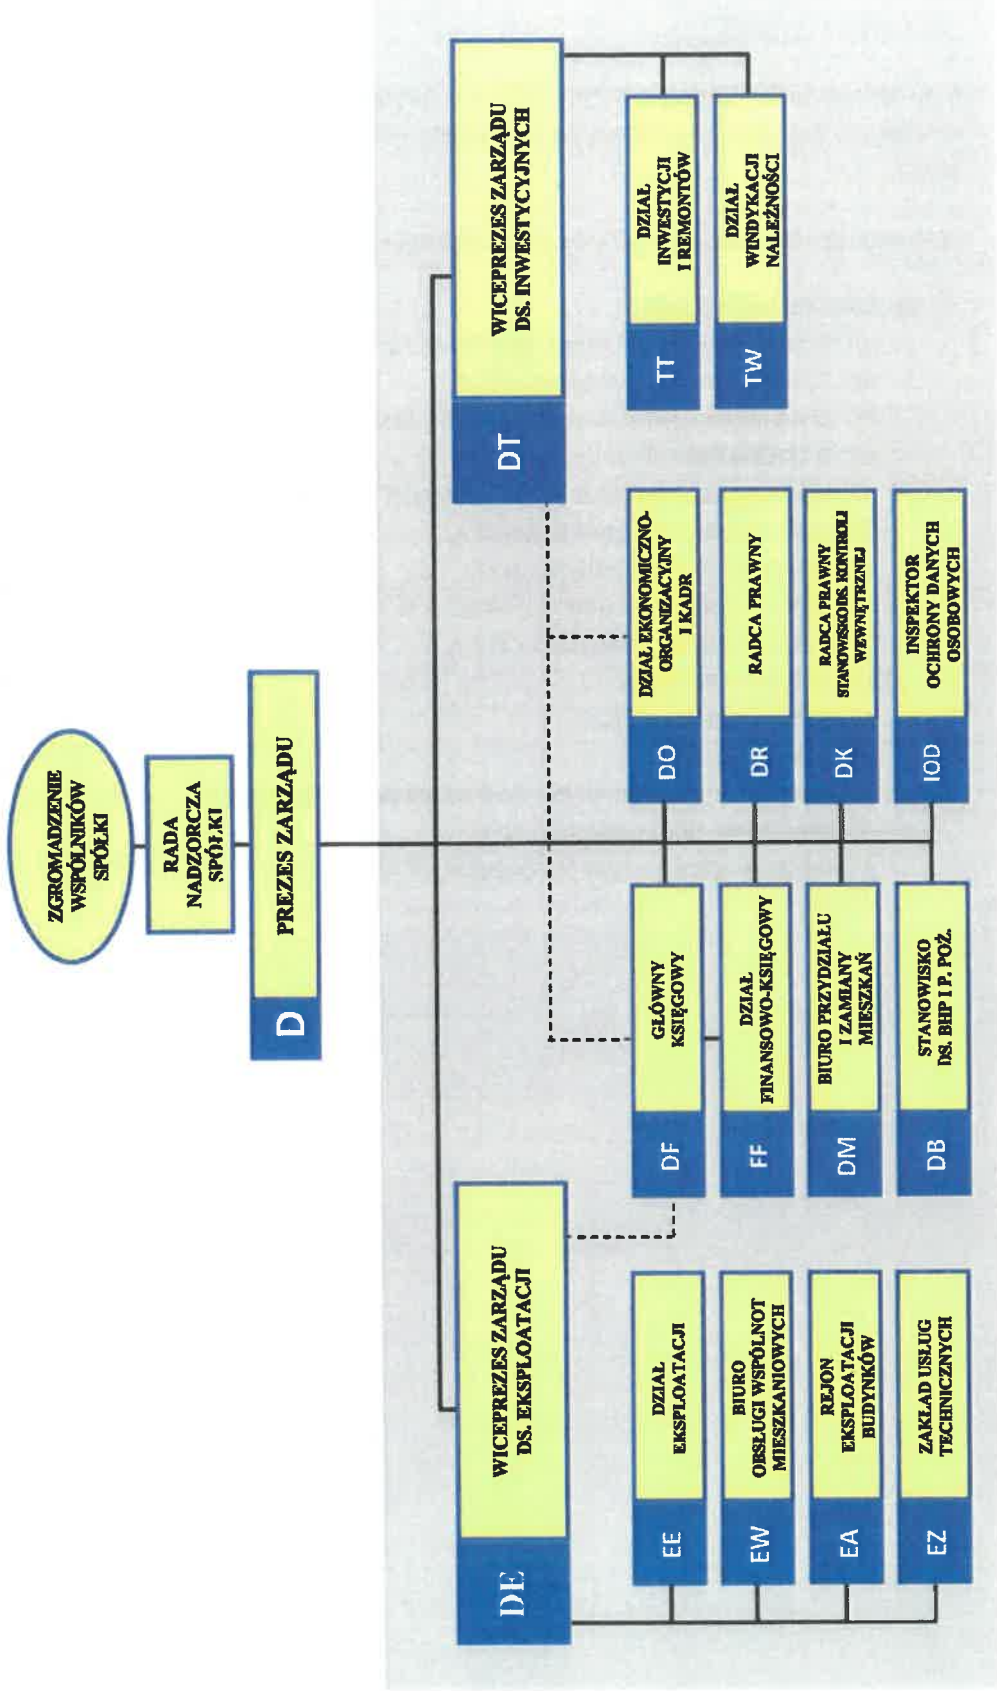 ZGROMADZENIE
WSPÓLNIKÓW
SPÓŁKI
RADA
NADZORCZA
SPÓŁKI
D
PREZES ZARZĄDU
DE
WICEPREZES ZARZĄDU
DS. EKSPLOATACJI
DT
WICEPREZES ZARZĄDU
DS. INWESTYCYJNYCH
EE
DZIAŁ
EKSPLOATACJI
EW
BIURO
OBSŁUGI WSPÓLNOT
MIESZKANIOWYCH
EA
REJON
EKSPLOATACJI
BUDYNKÓW
EZ
ZAKŁAD USŁUG
TECHNICZNYCH
DF
GŁÓWNY
KSIĘGOWY
FF
DZIAŁ
FINANSOWO-KSIĘGOWY
DM
BIURO PRZYDZIAŁU
I ZAMIANY
MIESZKAŃ
DB
STANOWISKO
DS. BHP I P. POŻ.
DO
DZIAŁ EKONOMICZNO-
ORGANIZACYJNY
I KADR
DR
RADCA PRAWNY
DK
RADCA PRAWNY
STANOWISKO DS. KONTROLI
WEWNĘTRZNEJ
IOD
INSPEKTOR
OCHRONY DANYCH
OSOBOWYCH
TT
DZIAŁ
INWESTYCJI
I REMONTÓW
TW
DZIAŁ
WINDYKACJI
NALEŻNOŚCI